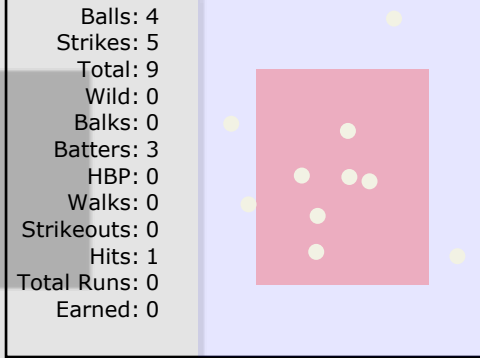 Balls: 4
Strikes: 5
Total: 9
Wild: 0
Balks: 0
Batters: 3
HBP: 0
Walks: 0
Strikeouts: 0
Hits: 1
Total Runs: 0
Earned: 0